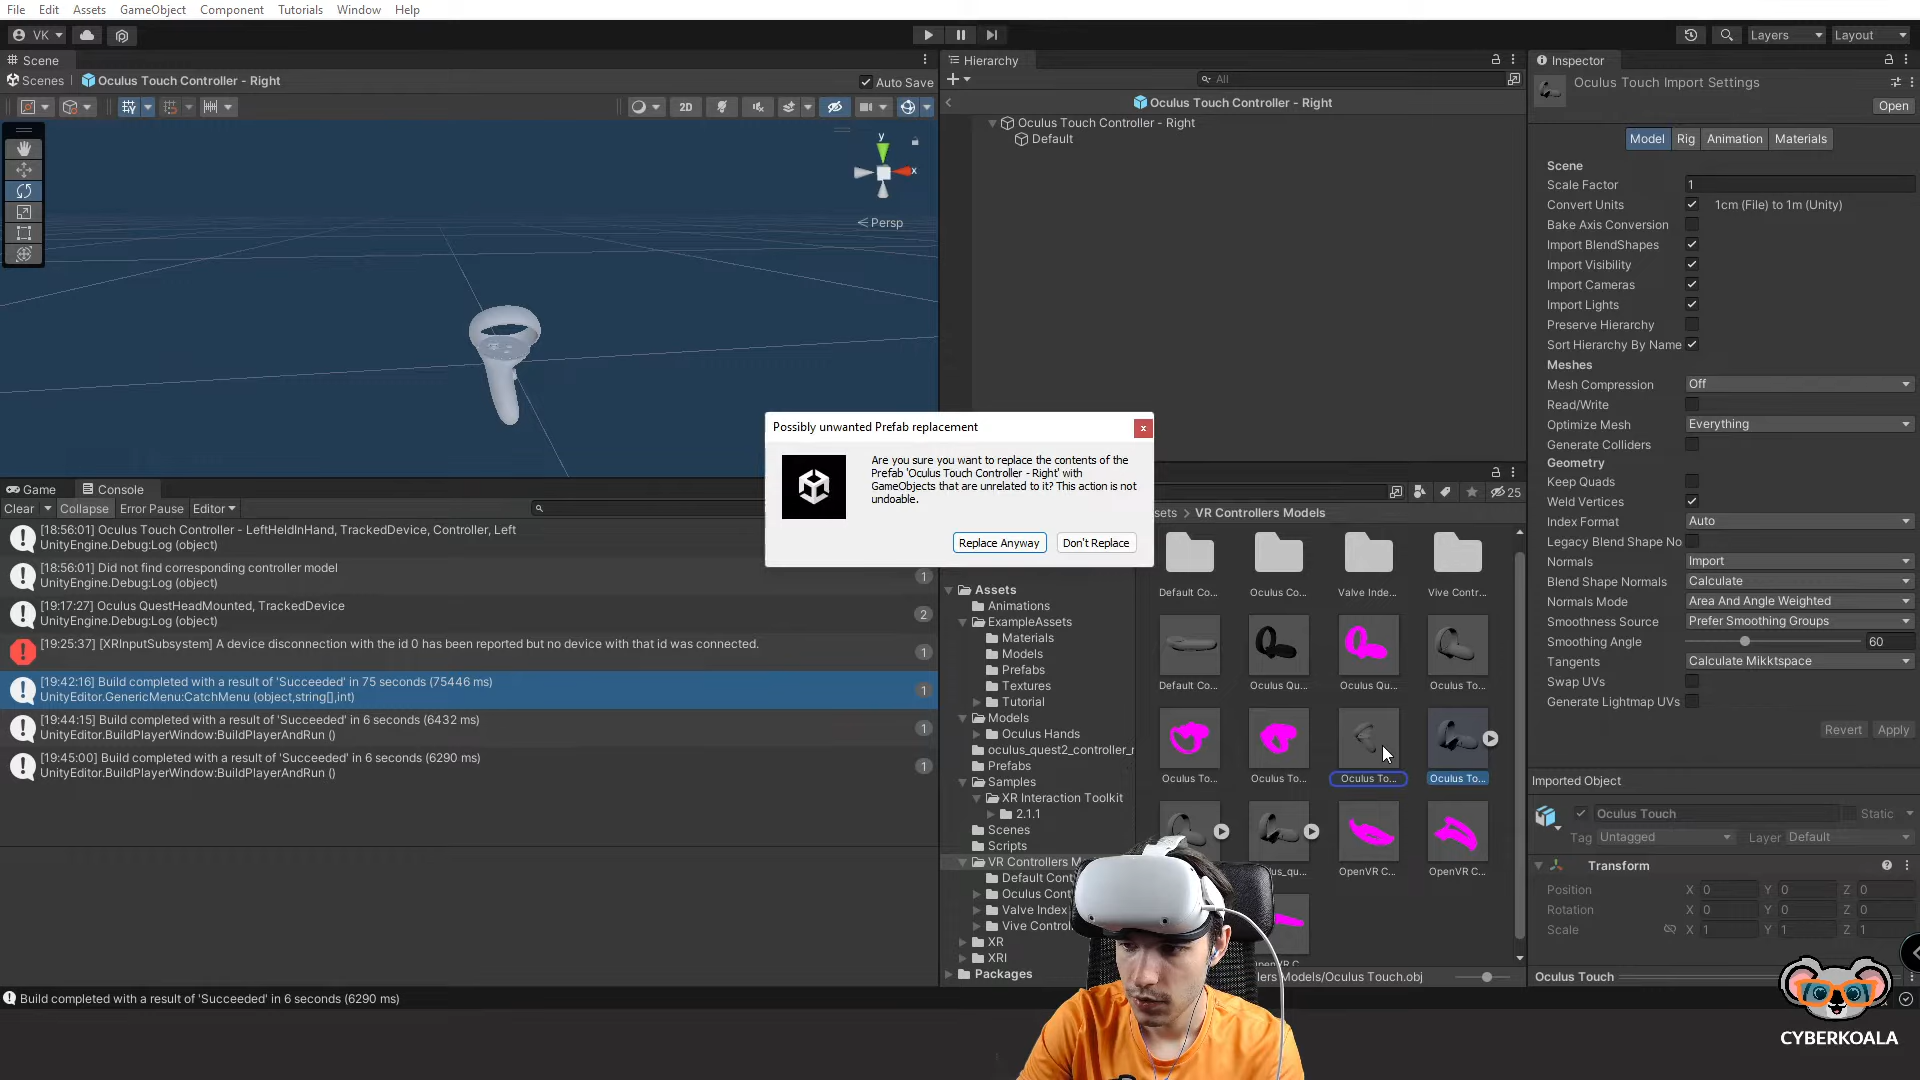 File Edit Assets GameObject Component Tutorials Window Help
VK
Layers
Layout
Scene
Scenes
Oculus Touch Controller - Right
Auto Save
2D
y
x
Persp
Hierarchy
All
Oculus Touch Controller - Right
Oculus Touch Controller - Right
Default
Possibly unwanted Prefab replacement
x
Are you sure you want to replace the contents of the
Prefab 'Oculus Touch Controller - Right' with
GameObjects that are unrelated to it? This action is not
undoable.
Replace Anyway
Don't Replace
Game
Console
Clear
Collapse
Error Pause
Editor
[18:56:01] Oculus Touch Controller - LeftHeldInHand, TrackedDevice, Controller, Left
UnityEngine.Debug:Log (object)
[18:56:01] Did not find corresponding controller model
UnityEngine.Debug:Log (object)
1
[19:17:27] Oculus QuestHeadMounted, TrackedDevice
UnityEngine.Debug:Log (object)
2
[19:25:37] [XRInputSubsystem] A device disconnection with the id 0 has been reported but no device with that id was connected.
1
[19:42:16] Build completed with a result of 'Succeeded' in 75 seconds (75446 ms)
UnityEditor.GenericMenu:CatchMenu (object,string[],int)
1
[19:44:15] Build completed with a result of 'Succeeded' in 6 seconds (6432 ms)
UnityEditor.BuildPlayerWindow:BuildPlayerAndRun ()
1
[19:45:00] Build completed with a result of 'Succeeded' in 6 seconds (6290 ms)
UnityEditor.BuildPlayerWindow:BuildPlayerAndRun ()
1
Build completed with a result of 'Succeeded' in 6 seconds (6290 ms)
25
sets > VR Controllers Models
Assets
Animations
ExampleAssets
Materials
Models
Prefabs
Textures
Tutorial
Models
Oculus Hands
oculus_quest2_controller_r
Prefabs
Samples
XR Interaction Toolkit
2.1.1
Scenes
Scripts
VR Controllers M
Default Cont
Oculus Cont
Valve Index
Vive Control
XR
XRI
Packages
Default Co...
Oculus Co...
Valve Inde...
Vive Contr...
Default Co...
Oculus Qu...
Oculus Qu...
Oculus To...
Oculus To...
Oculus To...
Oculus To...
Oculus To...
OpenVR C...
OpenVR C...
lers Models/Oculus Touch.obj
Inspector
Oculus Touch Import Settings
Open
Model
Rig
Animation
Materials
Scene
Scale Factor
1
Convert Units
1cm (File) to 1m (Unity)
Bake Axis Conversion
Import BlendShapes
Import Visibility
Import Cameras
Import Lights
Preserve Hierarchy
Sort Hierarchy By Name
Meshes
Mesh Compression
Off
Read/Write
Optimize Mesh
Everything
Generate Colliders
Geometry
Keep Quads
Weld Vertices
Index Format
Auto
Legacy Blend Shape No
Normals
Import
Blend Shape Normals
Calculate
Normals Mode
Area And Angle Weighted
Smoothness Source
Prefer Smoothing Groups
Smoothing Angle
60
Tangents
Calculate Mikktspace
Swap UVs
Generate Lightmap UVs
Revert
Apply
Imported Object
Oculus Touch
Static
Tag Untagged
Layer Default
Transform
Position X 0 Y 0 Z 0
Rotation X 0 Y 0 Z 0
Scale X 1 Y 1 Z 1
Oculus Touch
CYBERKOALA